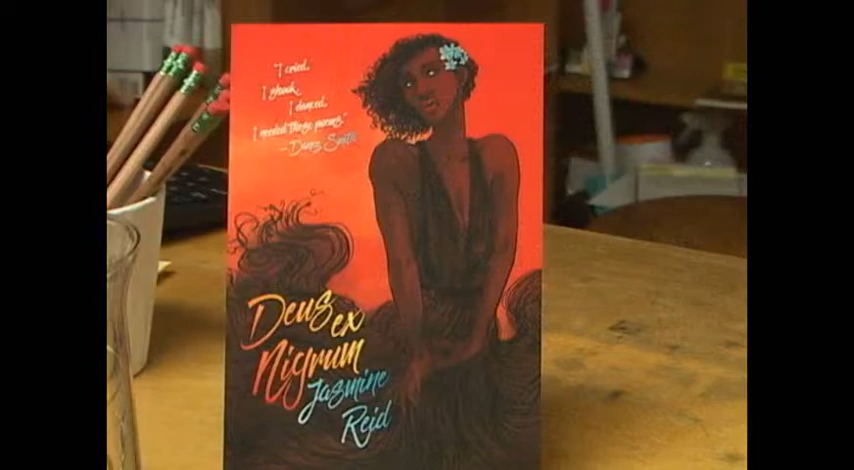 "I cried.
I shook.
I danced.
I needed these poems."
- Danez Smith
Deus ex
Nigrum
Jasmine
Reid